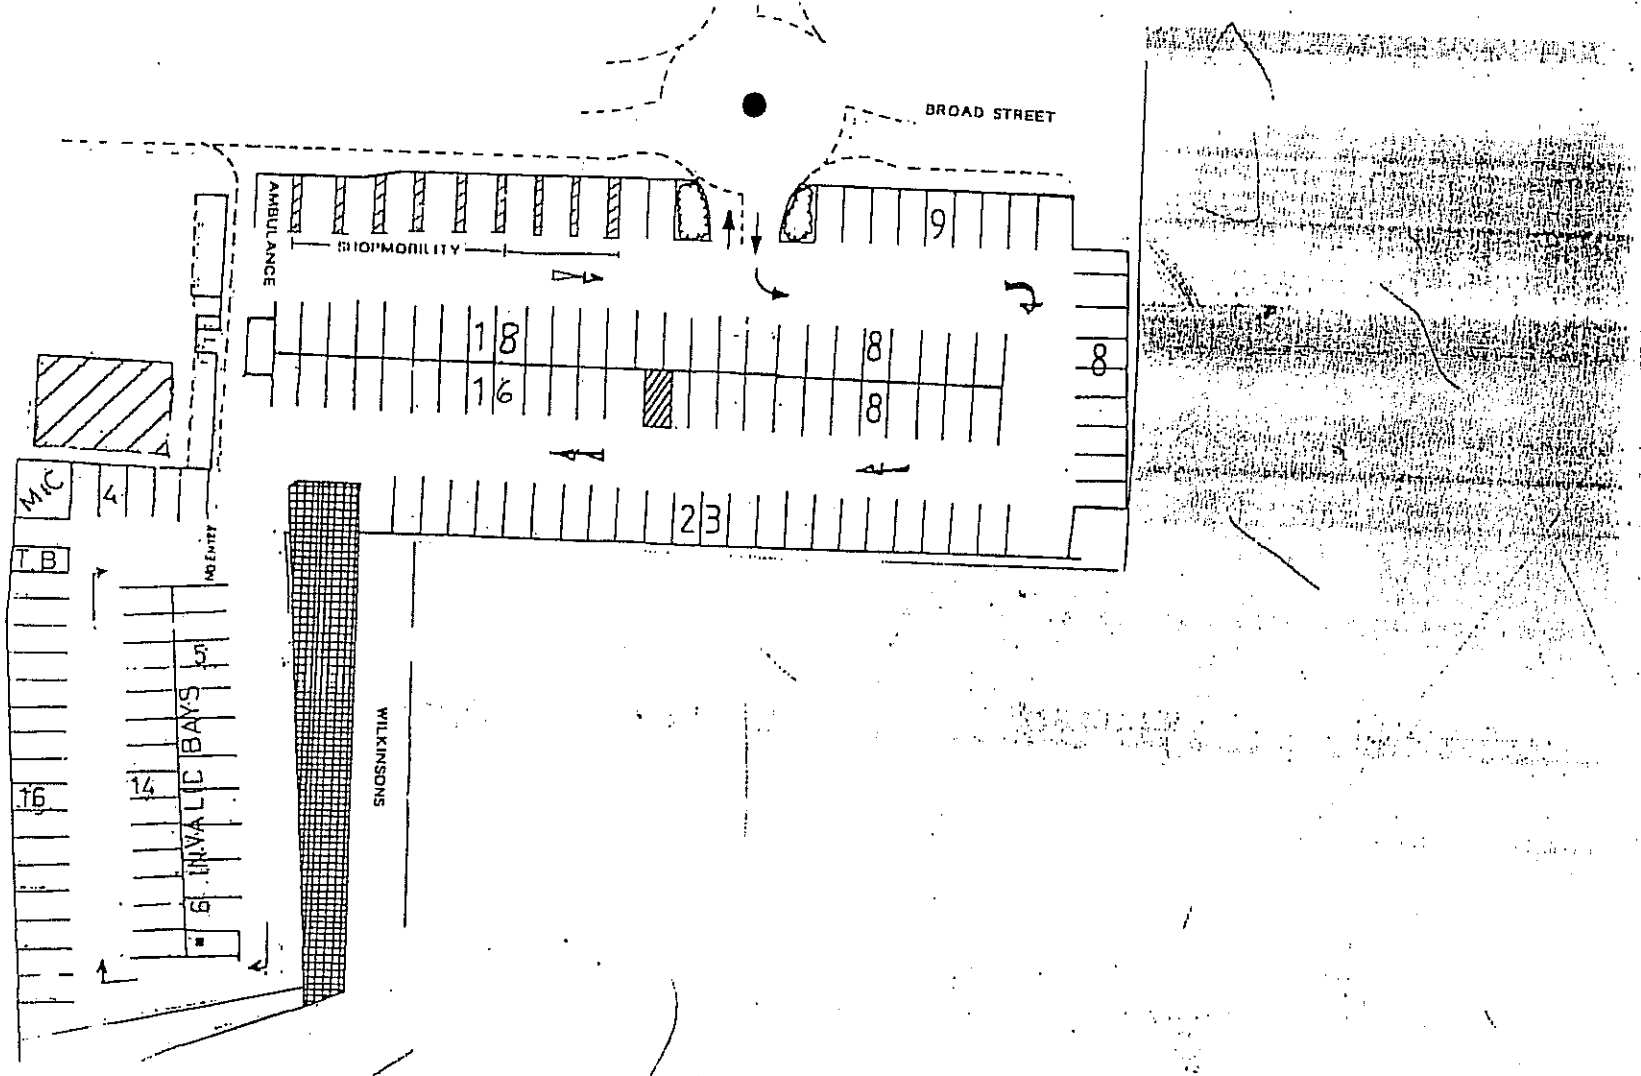 BROAD STREET
AMBULANCE
SHOPMOBILITY
9
18
8
8
16
8
M/C
4
23
NO ENTRY
T.B
5
6 INVALID BAYS
14
16
WILKINSONS